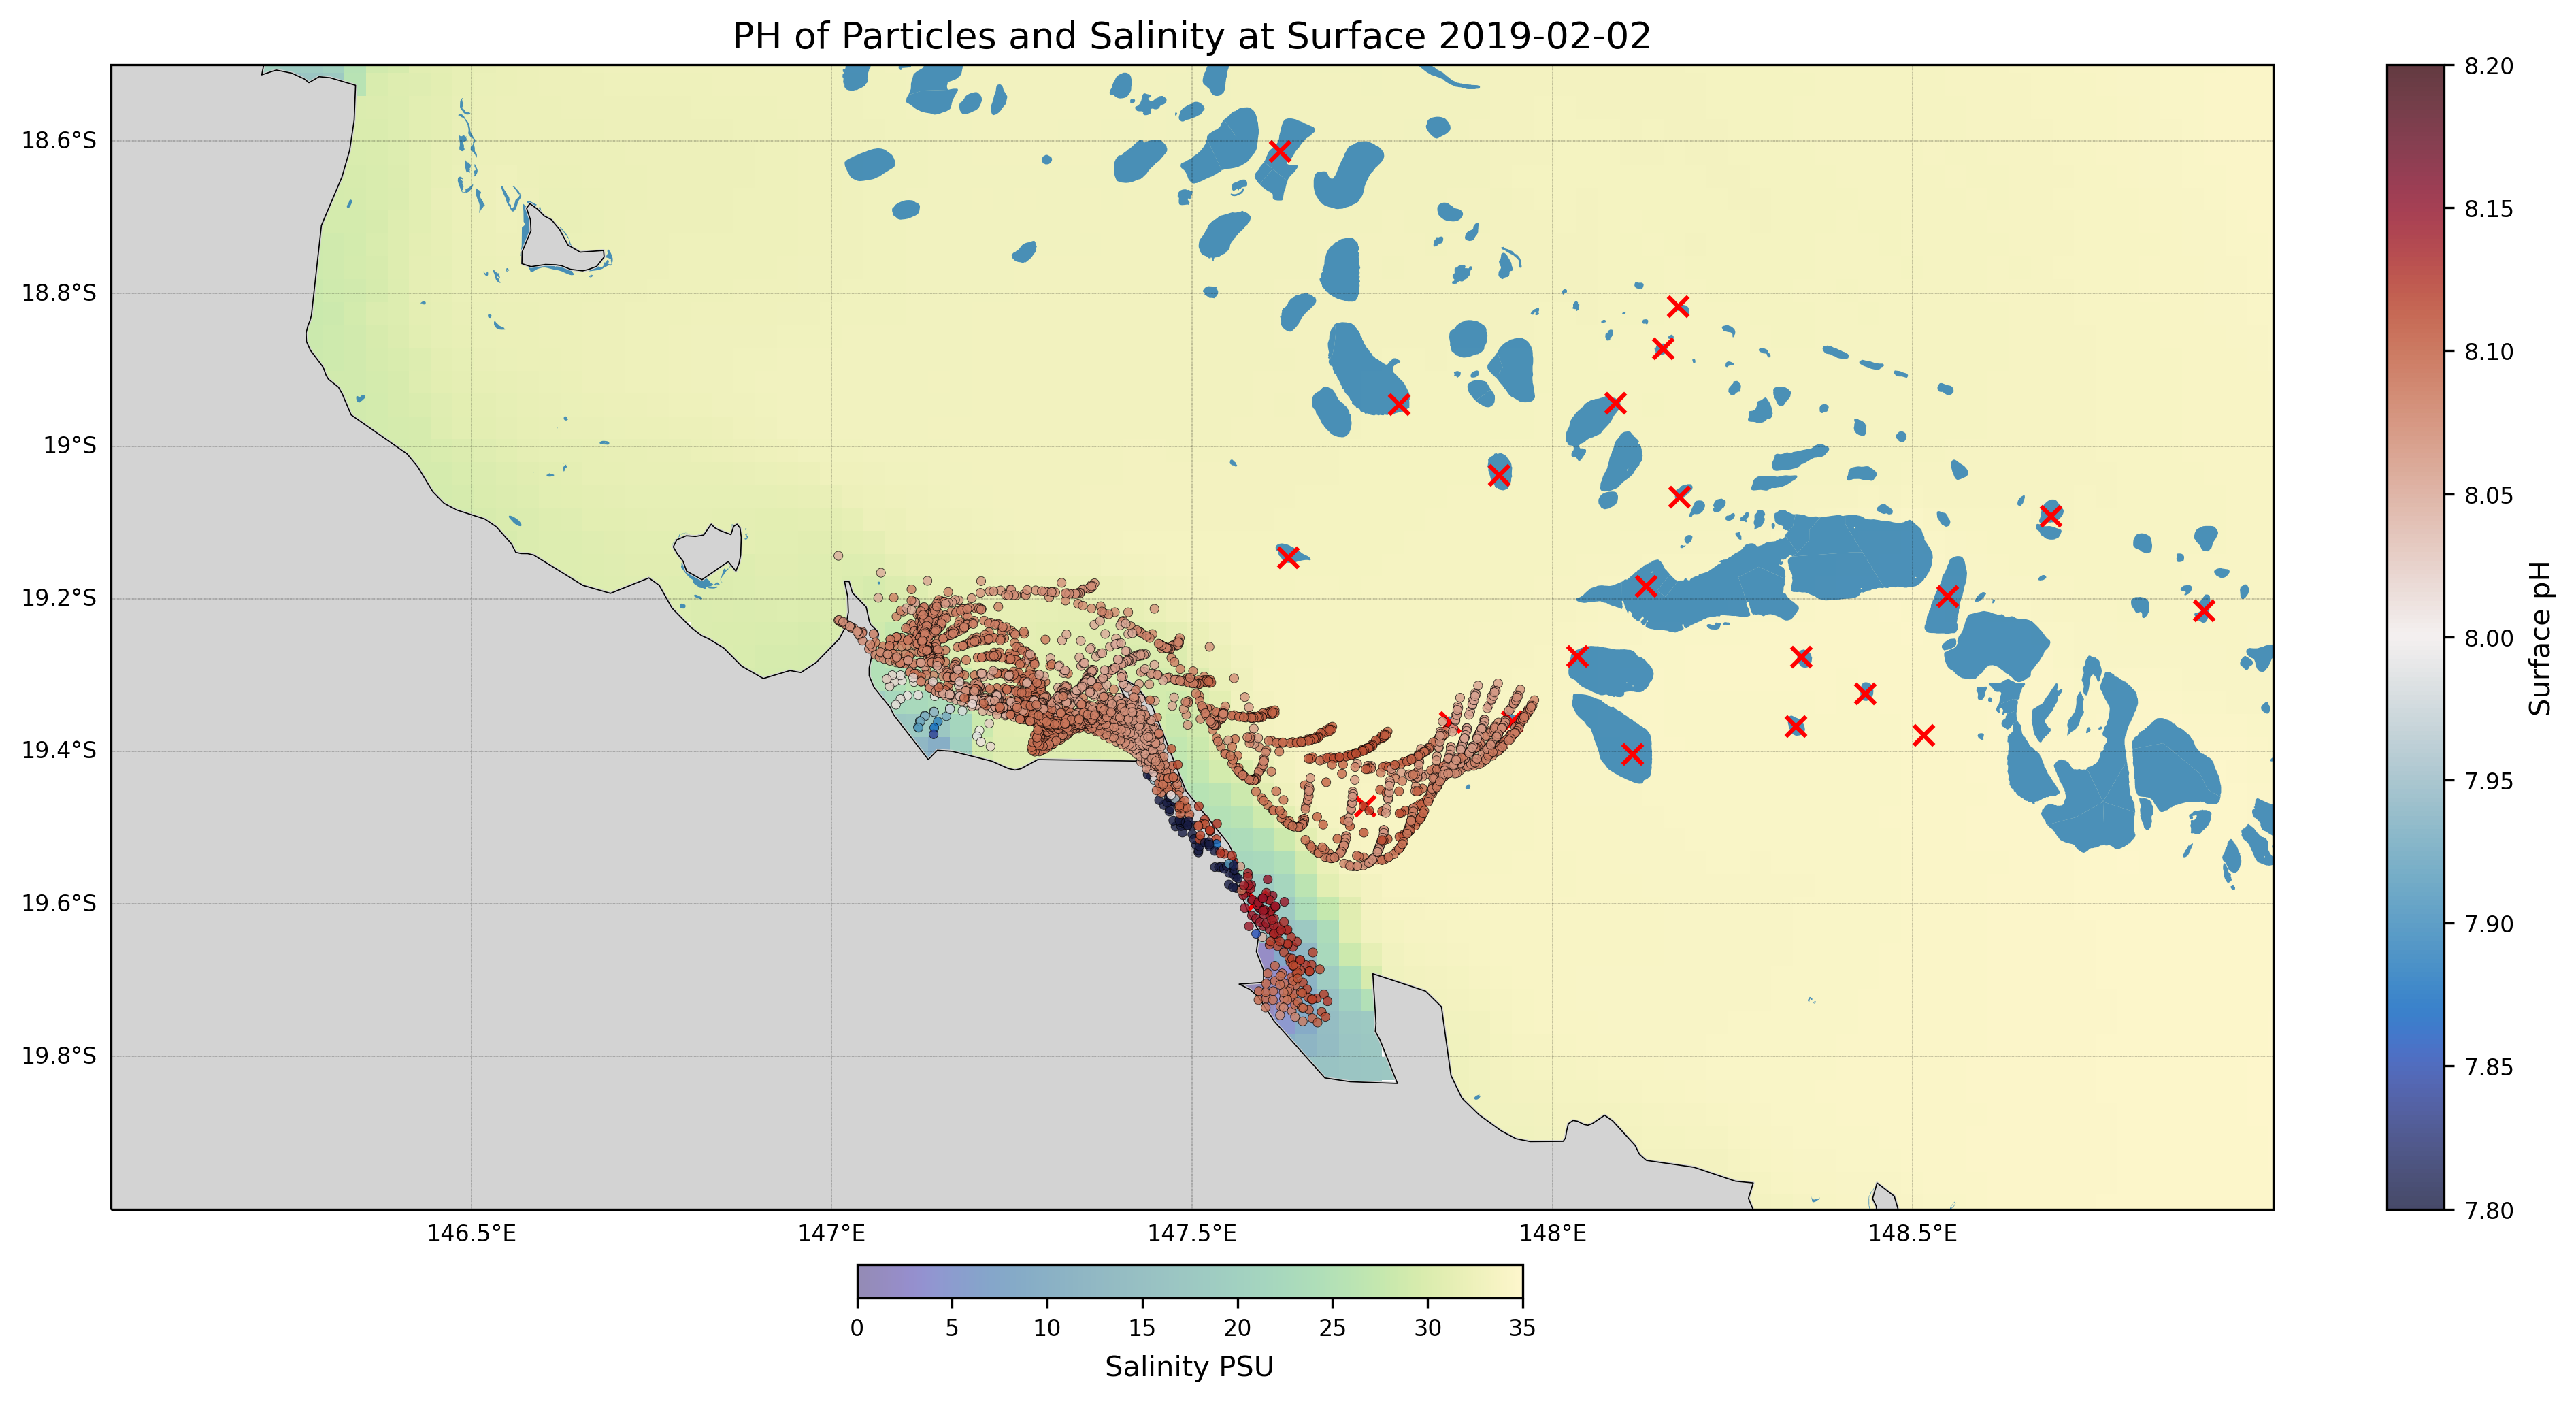 PH of Particles and Salinity at Surface 2019-02-02
18.6°S
18.8°S
19°S
19.2°S
19.4°S
19.6°S
19.8°S
146.5°E
147°E
147.5°E
148°E
148.5°E
8.20
8.15
8.10
8.05
8.00
7.95
7.90
7.85
7.80
Surface pH
0
5
10
15
20
25
30
35
Salinity PSU